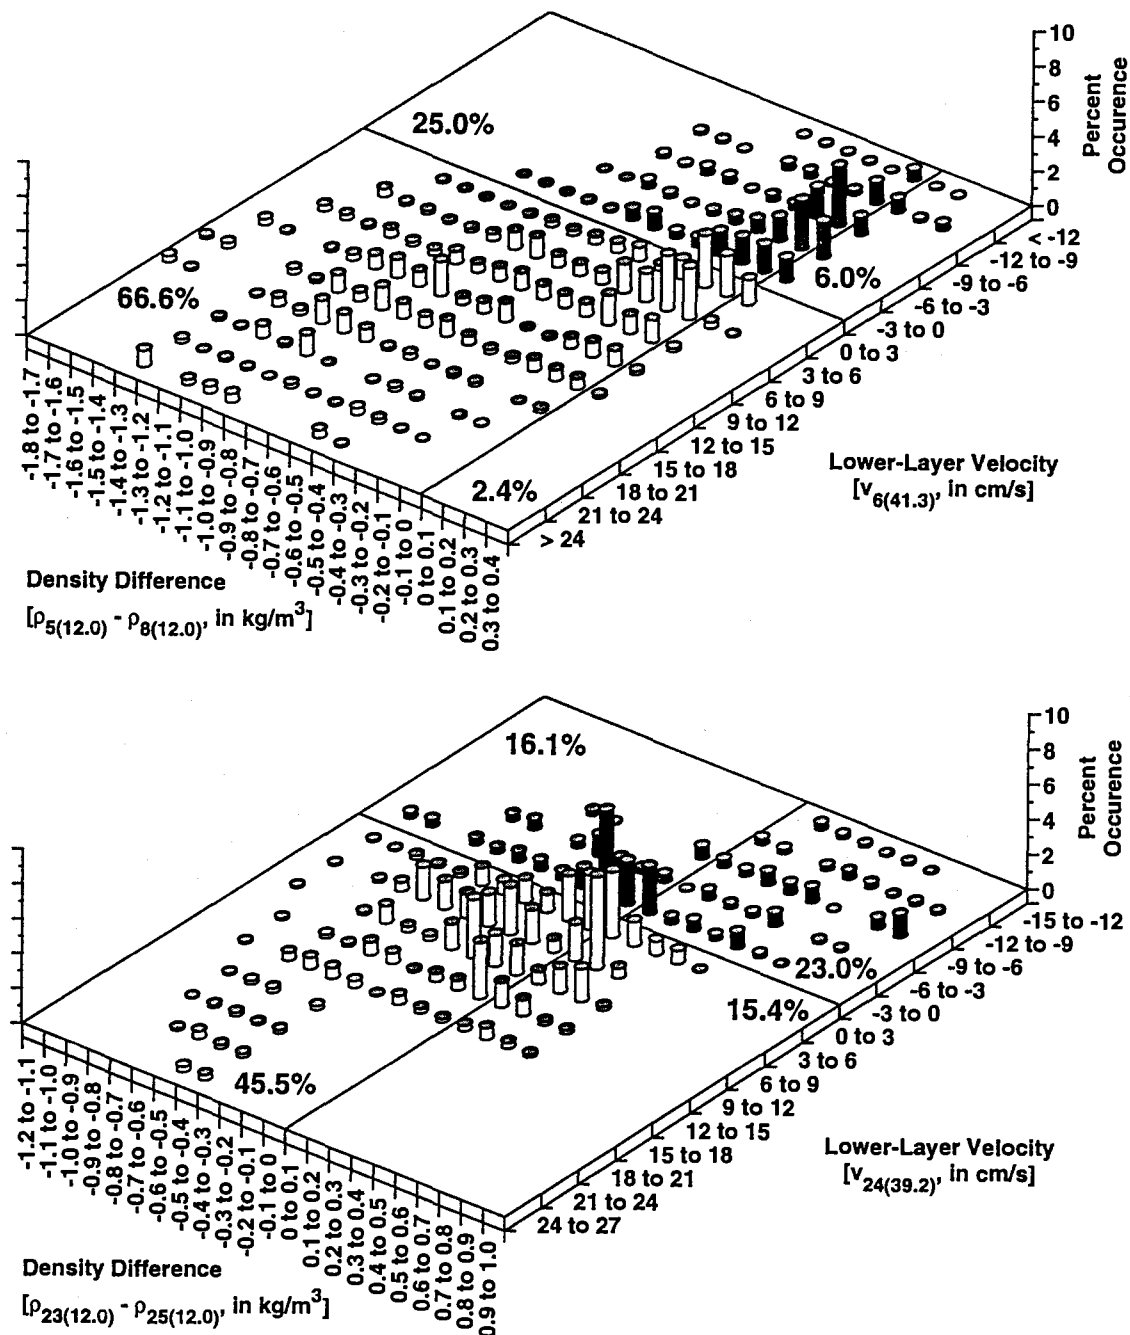 10
8
6
4
2
0
Percent
Occurence
25.0%
66.6%
6.0%
2.4%
< -12
-12 to -9
-9 to -6
-6 to -3
-3 to 0
0 to 3
3 to 6
6 to 9
9 to 12
12 to 15
15 to 18
18 to 21
21 to 24
> 24
Lower-Layer Velocity
[v6(41.3), in cm/s]
-1.8 to -1.7
-1.7 to -1.6
-1.6 to -1.5
-1.5 to -1.4
-1.4 to -1.3
-1.3 to -1.2
-1.2 to -1.1
-1.1 to -1.0
-1.0 to -0.9
-0.9 to -0.8
-0.8 to -0.7
-0.7 to -0.6
-0.6 to -0.5
-0.5 to -0.4
-0.4 to -0.3
-0.3 to -0.2
-0.2 to -0.1
-0.1 to 0
0 to 0.1
0.1 to 0.2
0.2 to 0.3
0.3 to 0.4
Density Difference
[ρ5(12.0) - ρ8(12.0), in kg/m3]
10
8
6
4
2
0
Percent
Occurence
16.1%
23.0%
15.4%
45.5%
-15 to -12
-12 to -9
-9 to -6
-6 to -3
-3 to 0
0 to 3
3 to 6
6 to 9
9 to 12
12 to 15
15 to 18
18 to 21
21 to 24
24 to 27
Lower-Layer Velocity
[v24(39.2), in cm/s]
-1.2 to -1.1
-1.1 to -1.0
-1.0 to -0.9
-0.9 to -0.8
-0.8 to -0.7
-0.7 to -0.6
-0.6 to -0.5
-0.5 to -0.4
-0.4 to -0.3
-0.3 to -0.2
-0.2 to -0.1
-0.1 to 0
0 to 0.1
0.1 to 0.2
0.2 to 0.3
0.3 to 0.4
0.4 to 0.5
0.5 to 0.6
0.6 to 0.7
0.7 to 0.8
0.8 to 0.9
0.9 to 1.0
Density Difference
[ρ23(12.0) - ρ25(12.0), in kg/m3]